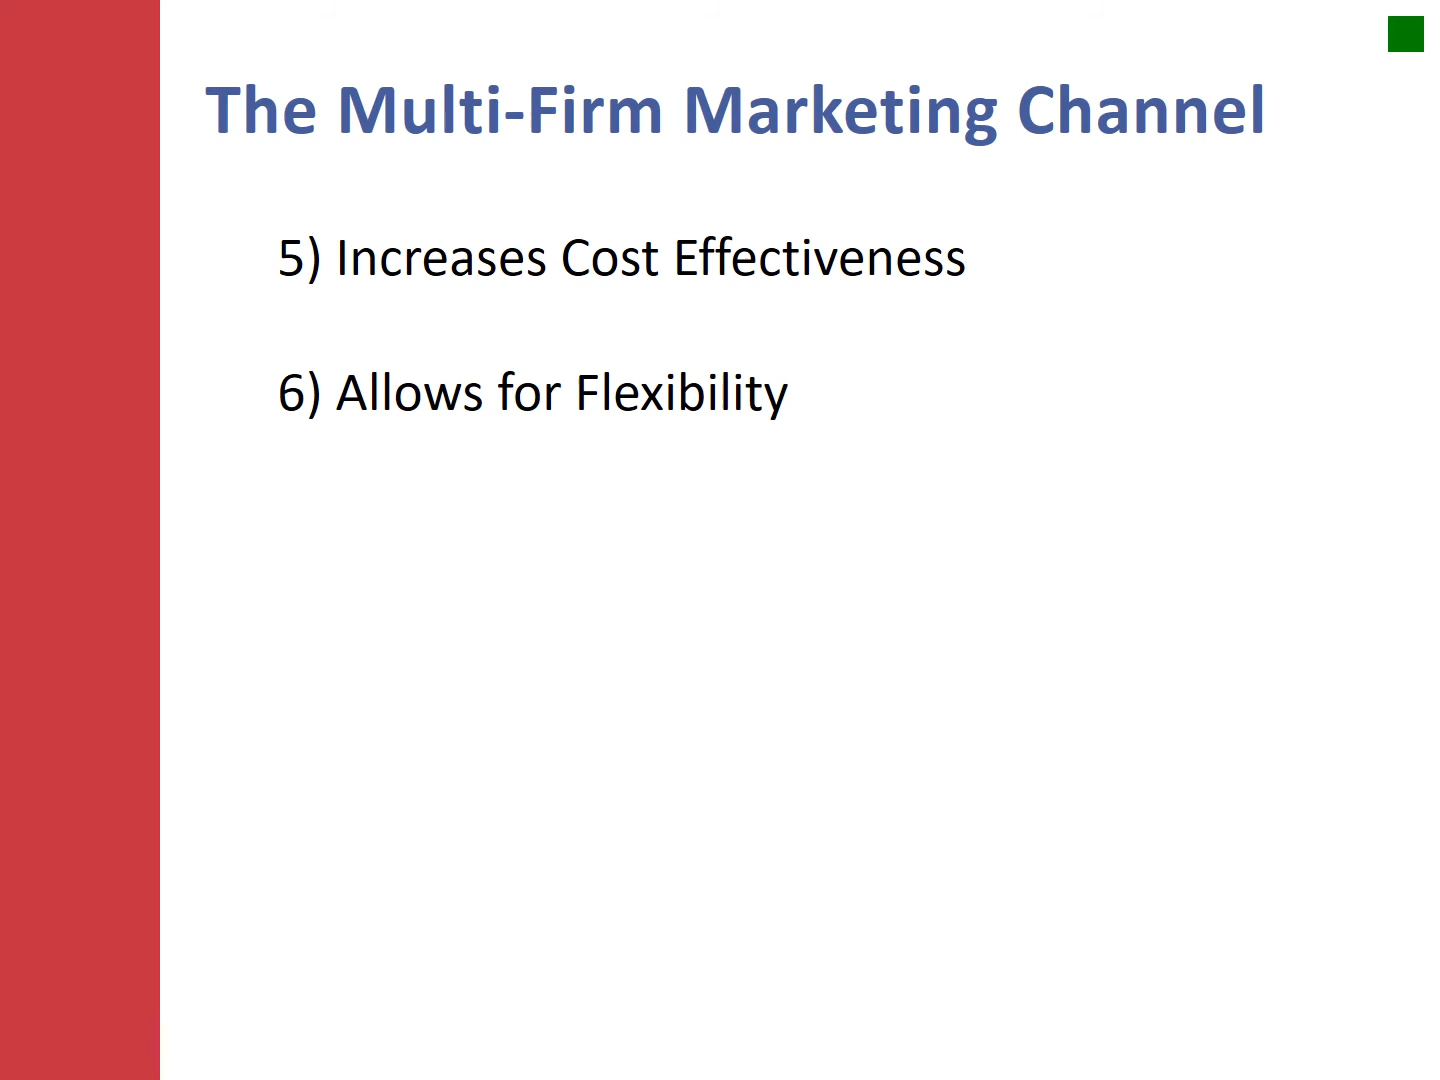 The Multi-Firm Marketing Channel
5) Increases Cost Effectiveness
6) Allows for Flexibility